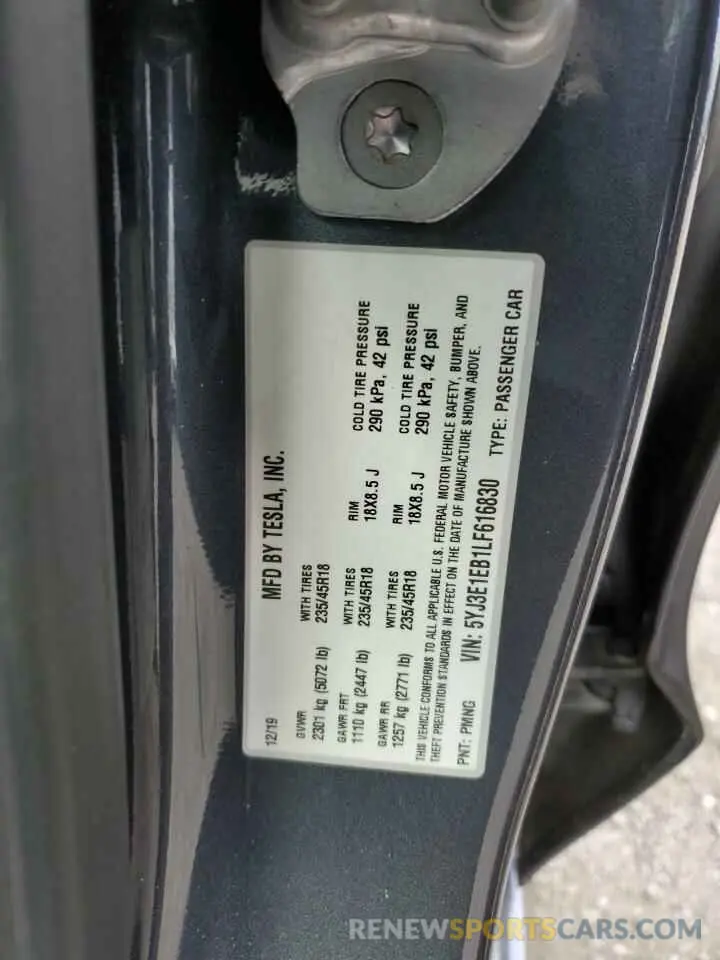 MFD BY TESLA, INC.
12/19
GVWR WITH TIRES
2301 kg (5072 lb) 235/45R18
GAWR FRT WITH TIRES RIM COLD TIRE PRESSURE
1110 kg (2447 lb) 235/45R18 18X8.5 J 290 kPa, 42 psi
GAWR RR WITH TIRES RIM COLD TIRE PRESSURE
1257 kg (2771 lb) 235/45R18 18X8.5 J 290 kPa, 42 psi
THIS VEHICLE CONFORMS TO ALL APPLICABLE U.S. FEDERAL MOTOR VEHICLE SAFETY, BUMPER, AND
THEFT PREVENTION STANDARDS IN EFFECT ON THE DATE OF MANUFACTURE SHOWN ABOVE.
PNT: PMNG VIN: 5YJ3E1EB1LF616830 TYPE: PASSENGER CAR
RENEWSPORTSCARS.COM